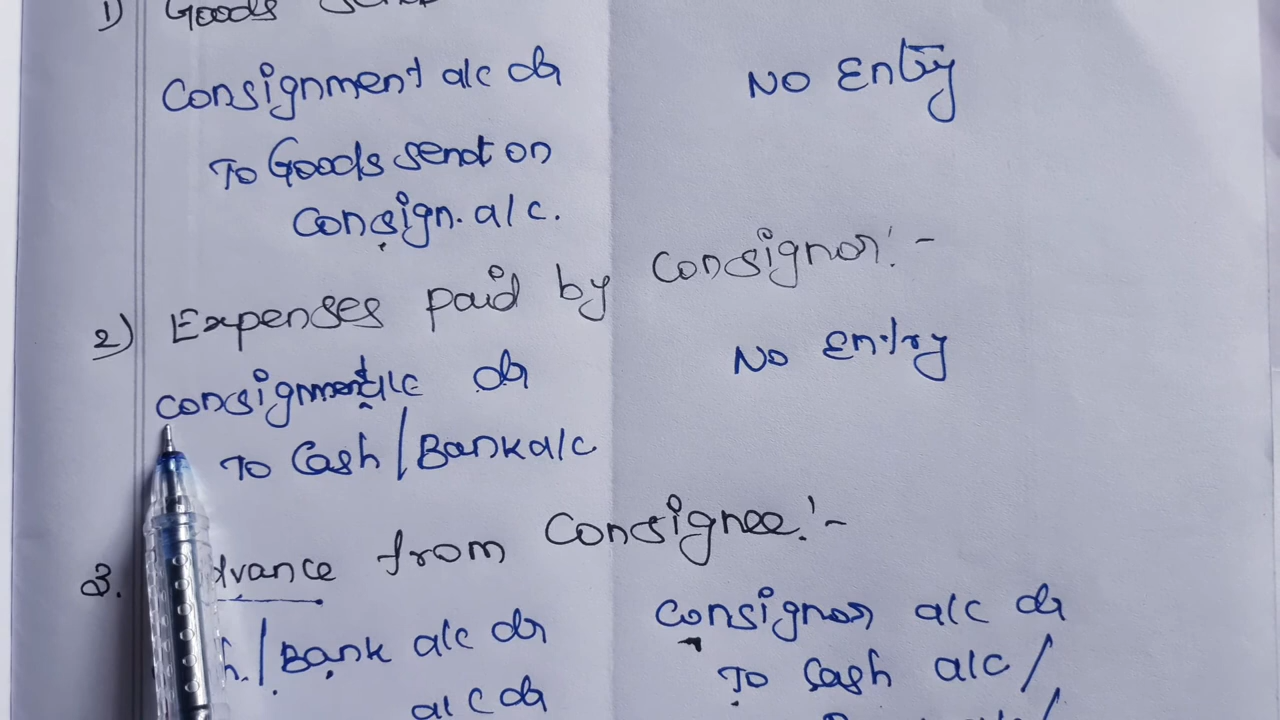 1) Goods
Consignment a/c dr
No Entry
To Goods send on
Consign. a/c.
2) Expenses paid by Consignor:-
Consignment a/c dr
No Entry
To Cash / Bank a/c
3. dvance from Consignee:-
h. / Bank a/c dr
Consignor a/c dr
To Cash a/c /
a/c dr